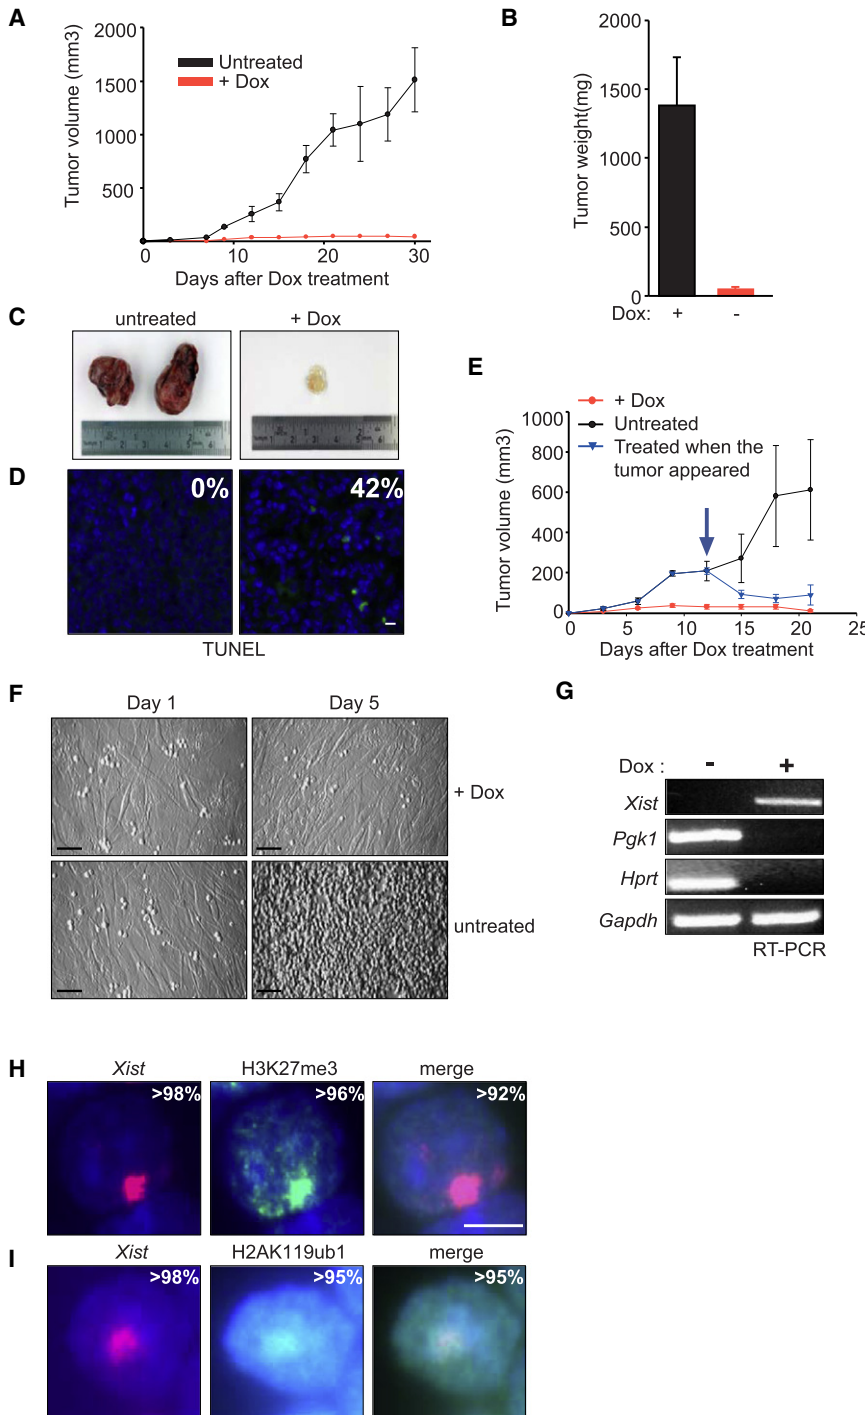 A
Tumor volume (mm3)
2000
1500
1000
500
0 10 20 30
Days after Dox treatment
Untreated
+ Dox
B
Tumor weight(mg)
2000
1500
1000
500
0
Dox: + -
C
untreated + Dox
D
0% 42%
TUNEL
E
+ Dox
Untreated
Treated when the
tumor appeared
Tumor volume (mm3)
1000
800
600
400
200
0
0 5 10 15 20 25
Days after Dox treatment
F
Day 1 Day 5
+ Dox
untreated
G
Dox : - +
Xist
Pgk1
Hprt
Gapdh
RT-PCR
H
Xist H3K27me3 merge
>98% >96% >92%
I
Xist H2AK119ub1 merge
>98% >95% >95%